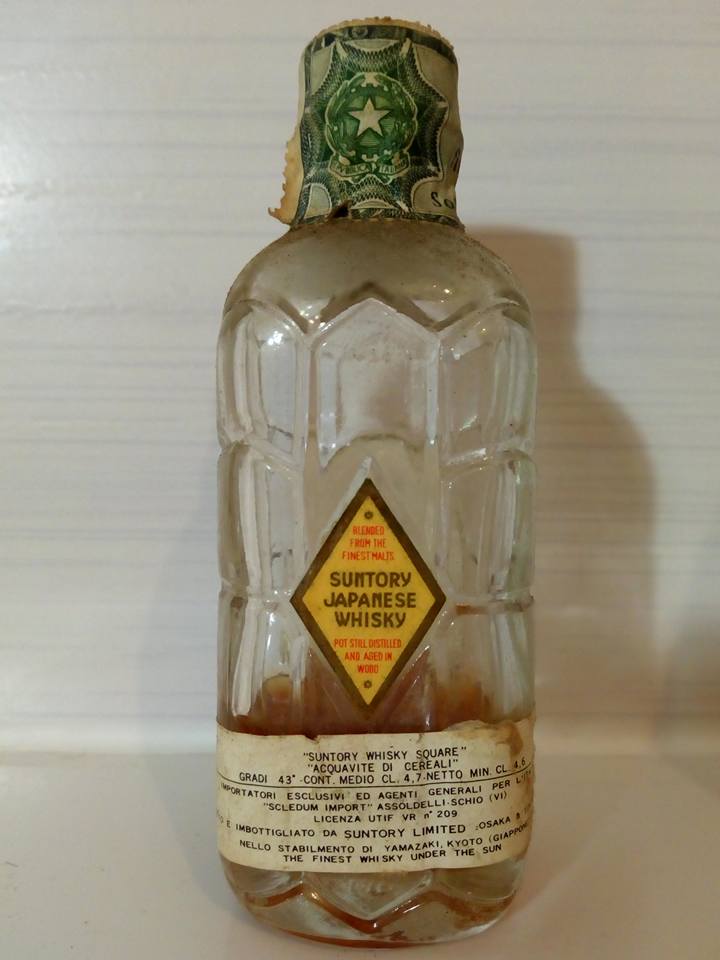 REPUBBLICA ITALIANA
BLENDED
FROM THE
FINEST MALTS
SUNTORY
JAPANESE
WHISKY
POT STILL DISTILLED
AND AGED IN
WOOD
"SUNTORY WHISKY SQUARE"
"ACQUAVITE DI CEREALI"
GRADI 43° - CONT. MEDIO CL. 4,7 - NETTO MIN. CL. 4,6
IMPORTATORI ESCLUSIVI ED AGENTI GENERALI PER
"SCLEDUM IMPORT" ASSOLDELLI - SCHIO (VI)
LICENZA UTIF VR n° 209
E IMBOTTIGLIATO DA SUNTORY LIMITED, OSAKA
NELLO STABILMENTO DI YAMAZAKI, KYOTO
THE FINEST WHISKY UNDER THE SUN